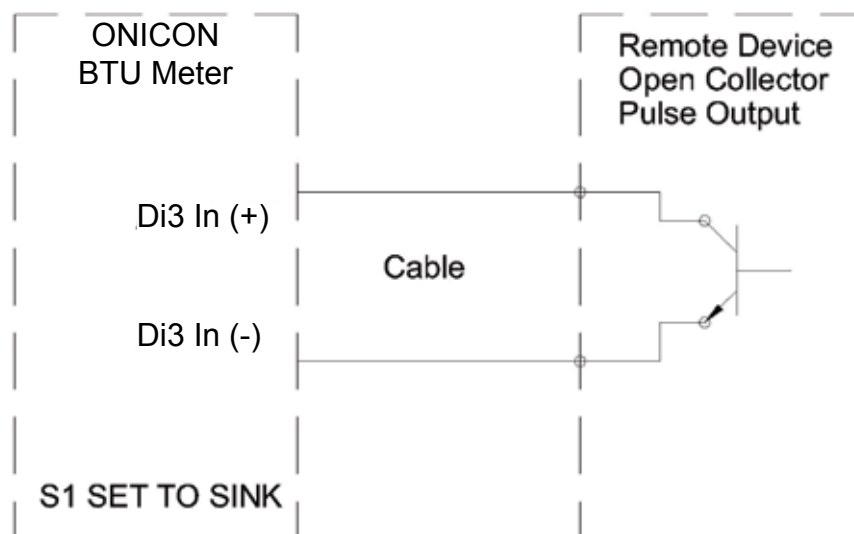 ONICON
BTU Meter
Remote Device
Open Collector
Pulse Output
Di3 In (+)
Cable
Di3 In (-)
S1 SET TO SINK